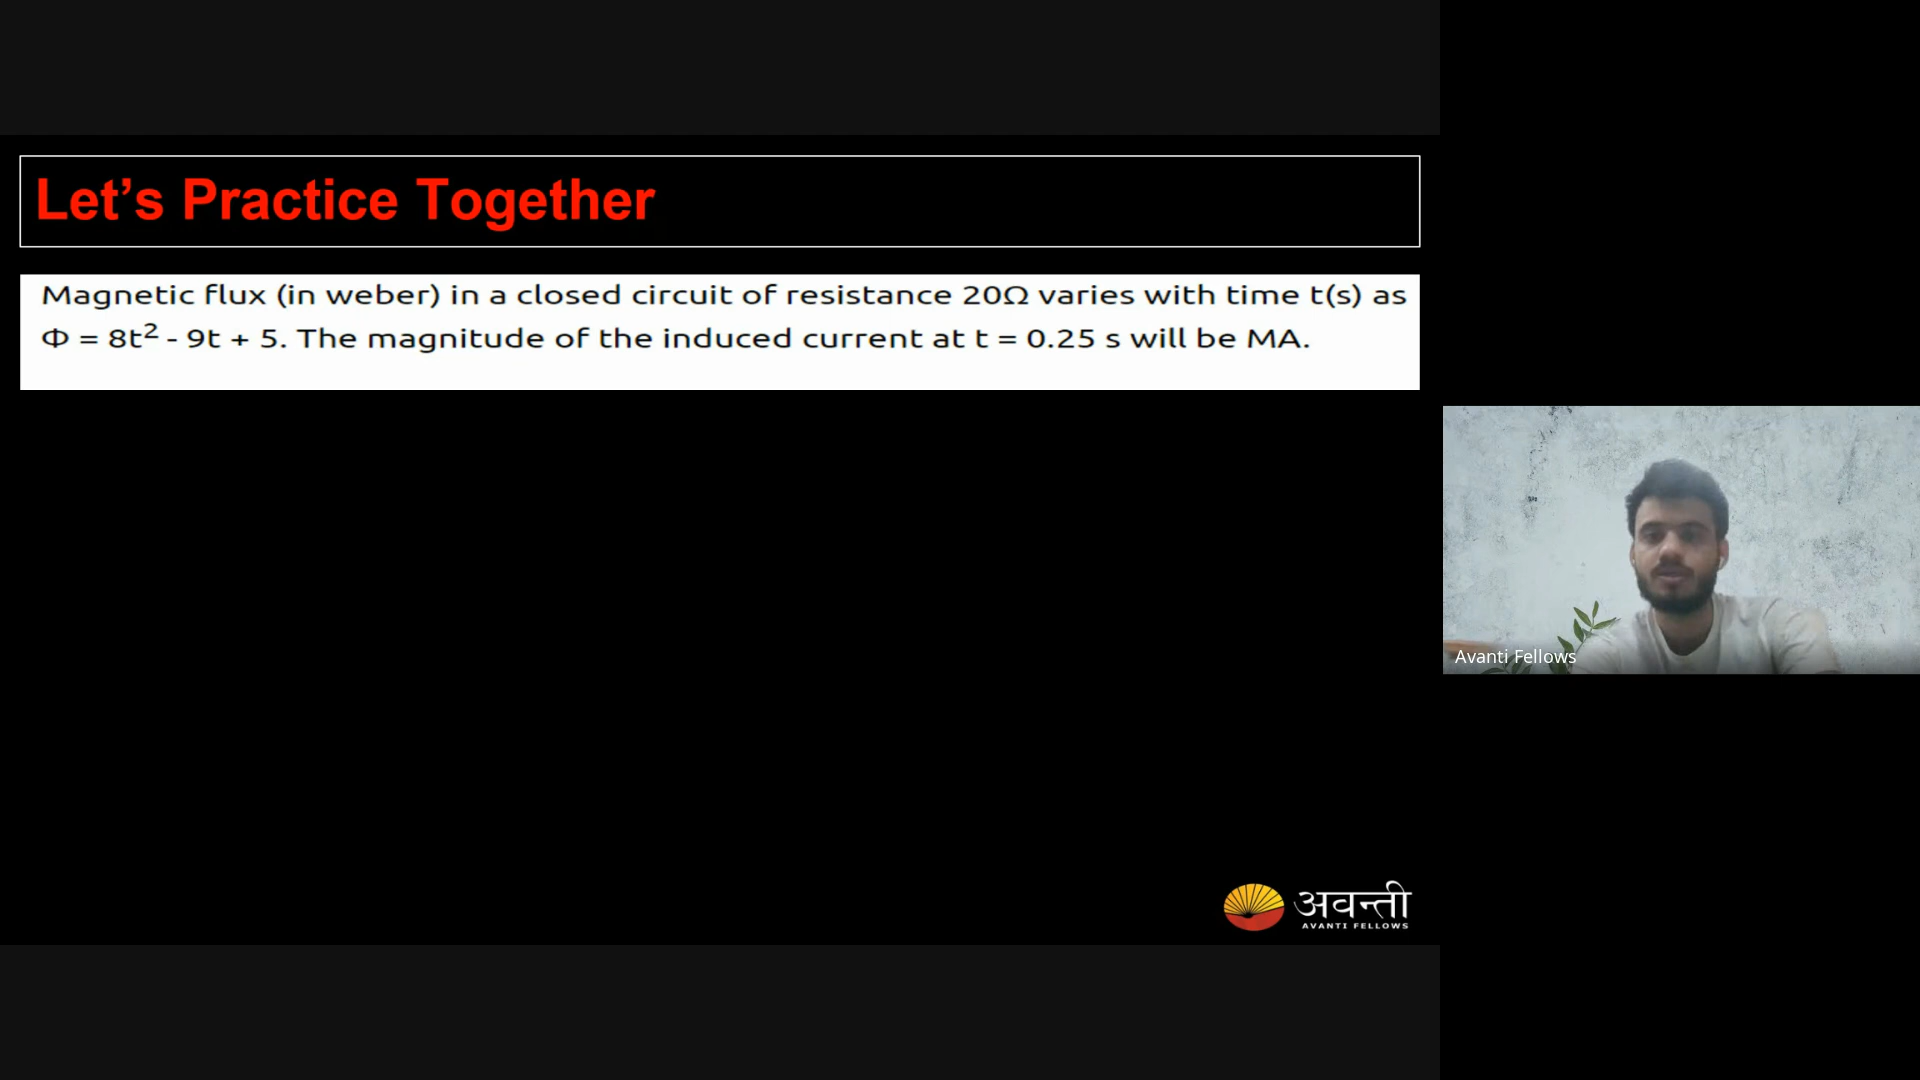 Let’s Practice Together
Magnetic flux (in weber) in a closed circuit of resistance 20Ω varies with time t(s) as
Φ = 8t² - 9t + 5. The magnitude of the induced current at t = 0.25 s will be MA.
Avanti Fellows
अवन्ती
AVANTI FELLOWS